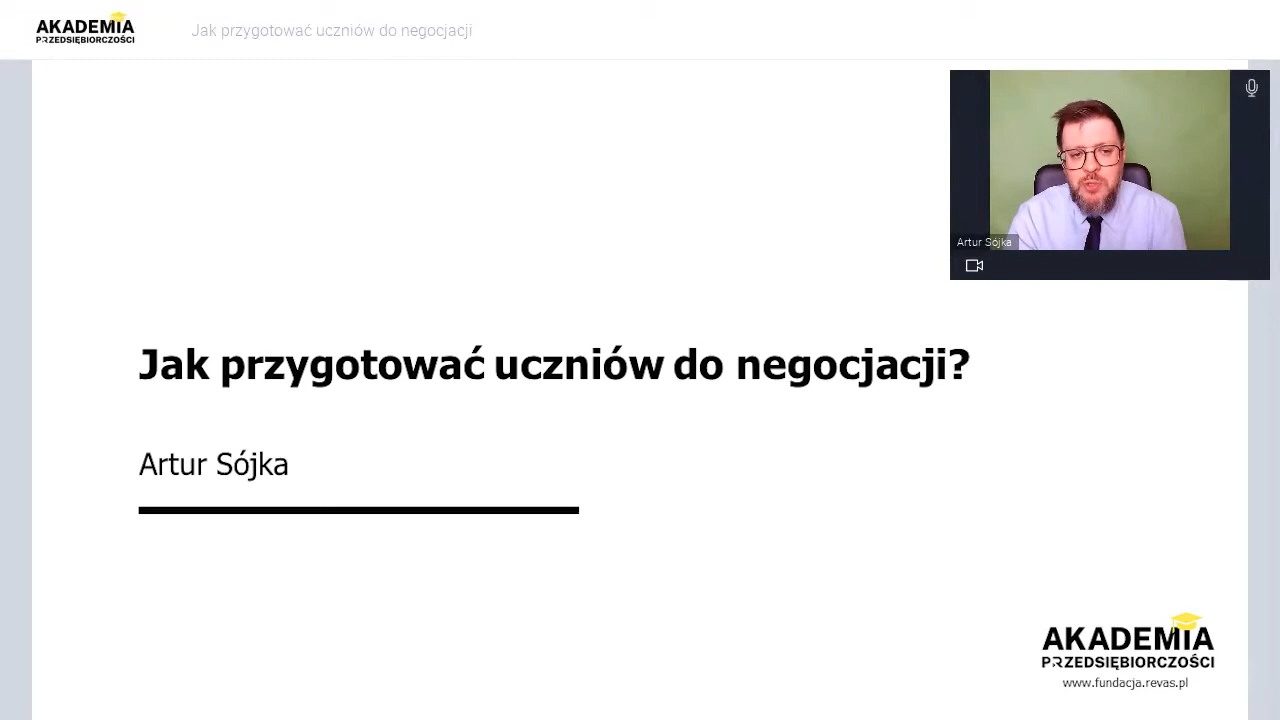 AKADEMIA
PRZEDSIĘBIORCZOŚCI
Jak przygotować uczniów do negocjacji
Artur Sójka
Jak przygotować uczniów do negocjacji?
Artur Sójka
AKADEMIA
PRZEDSIĘBIORCZOŚCI
www.fundacja.revas.pl